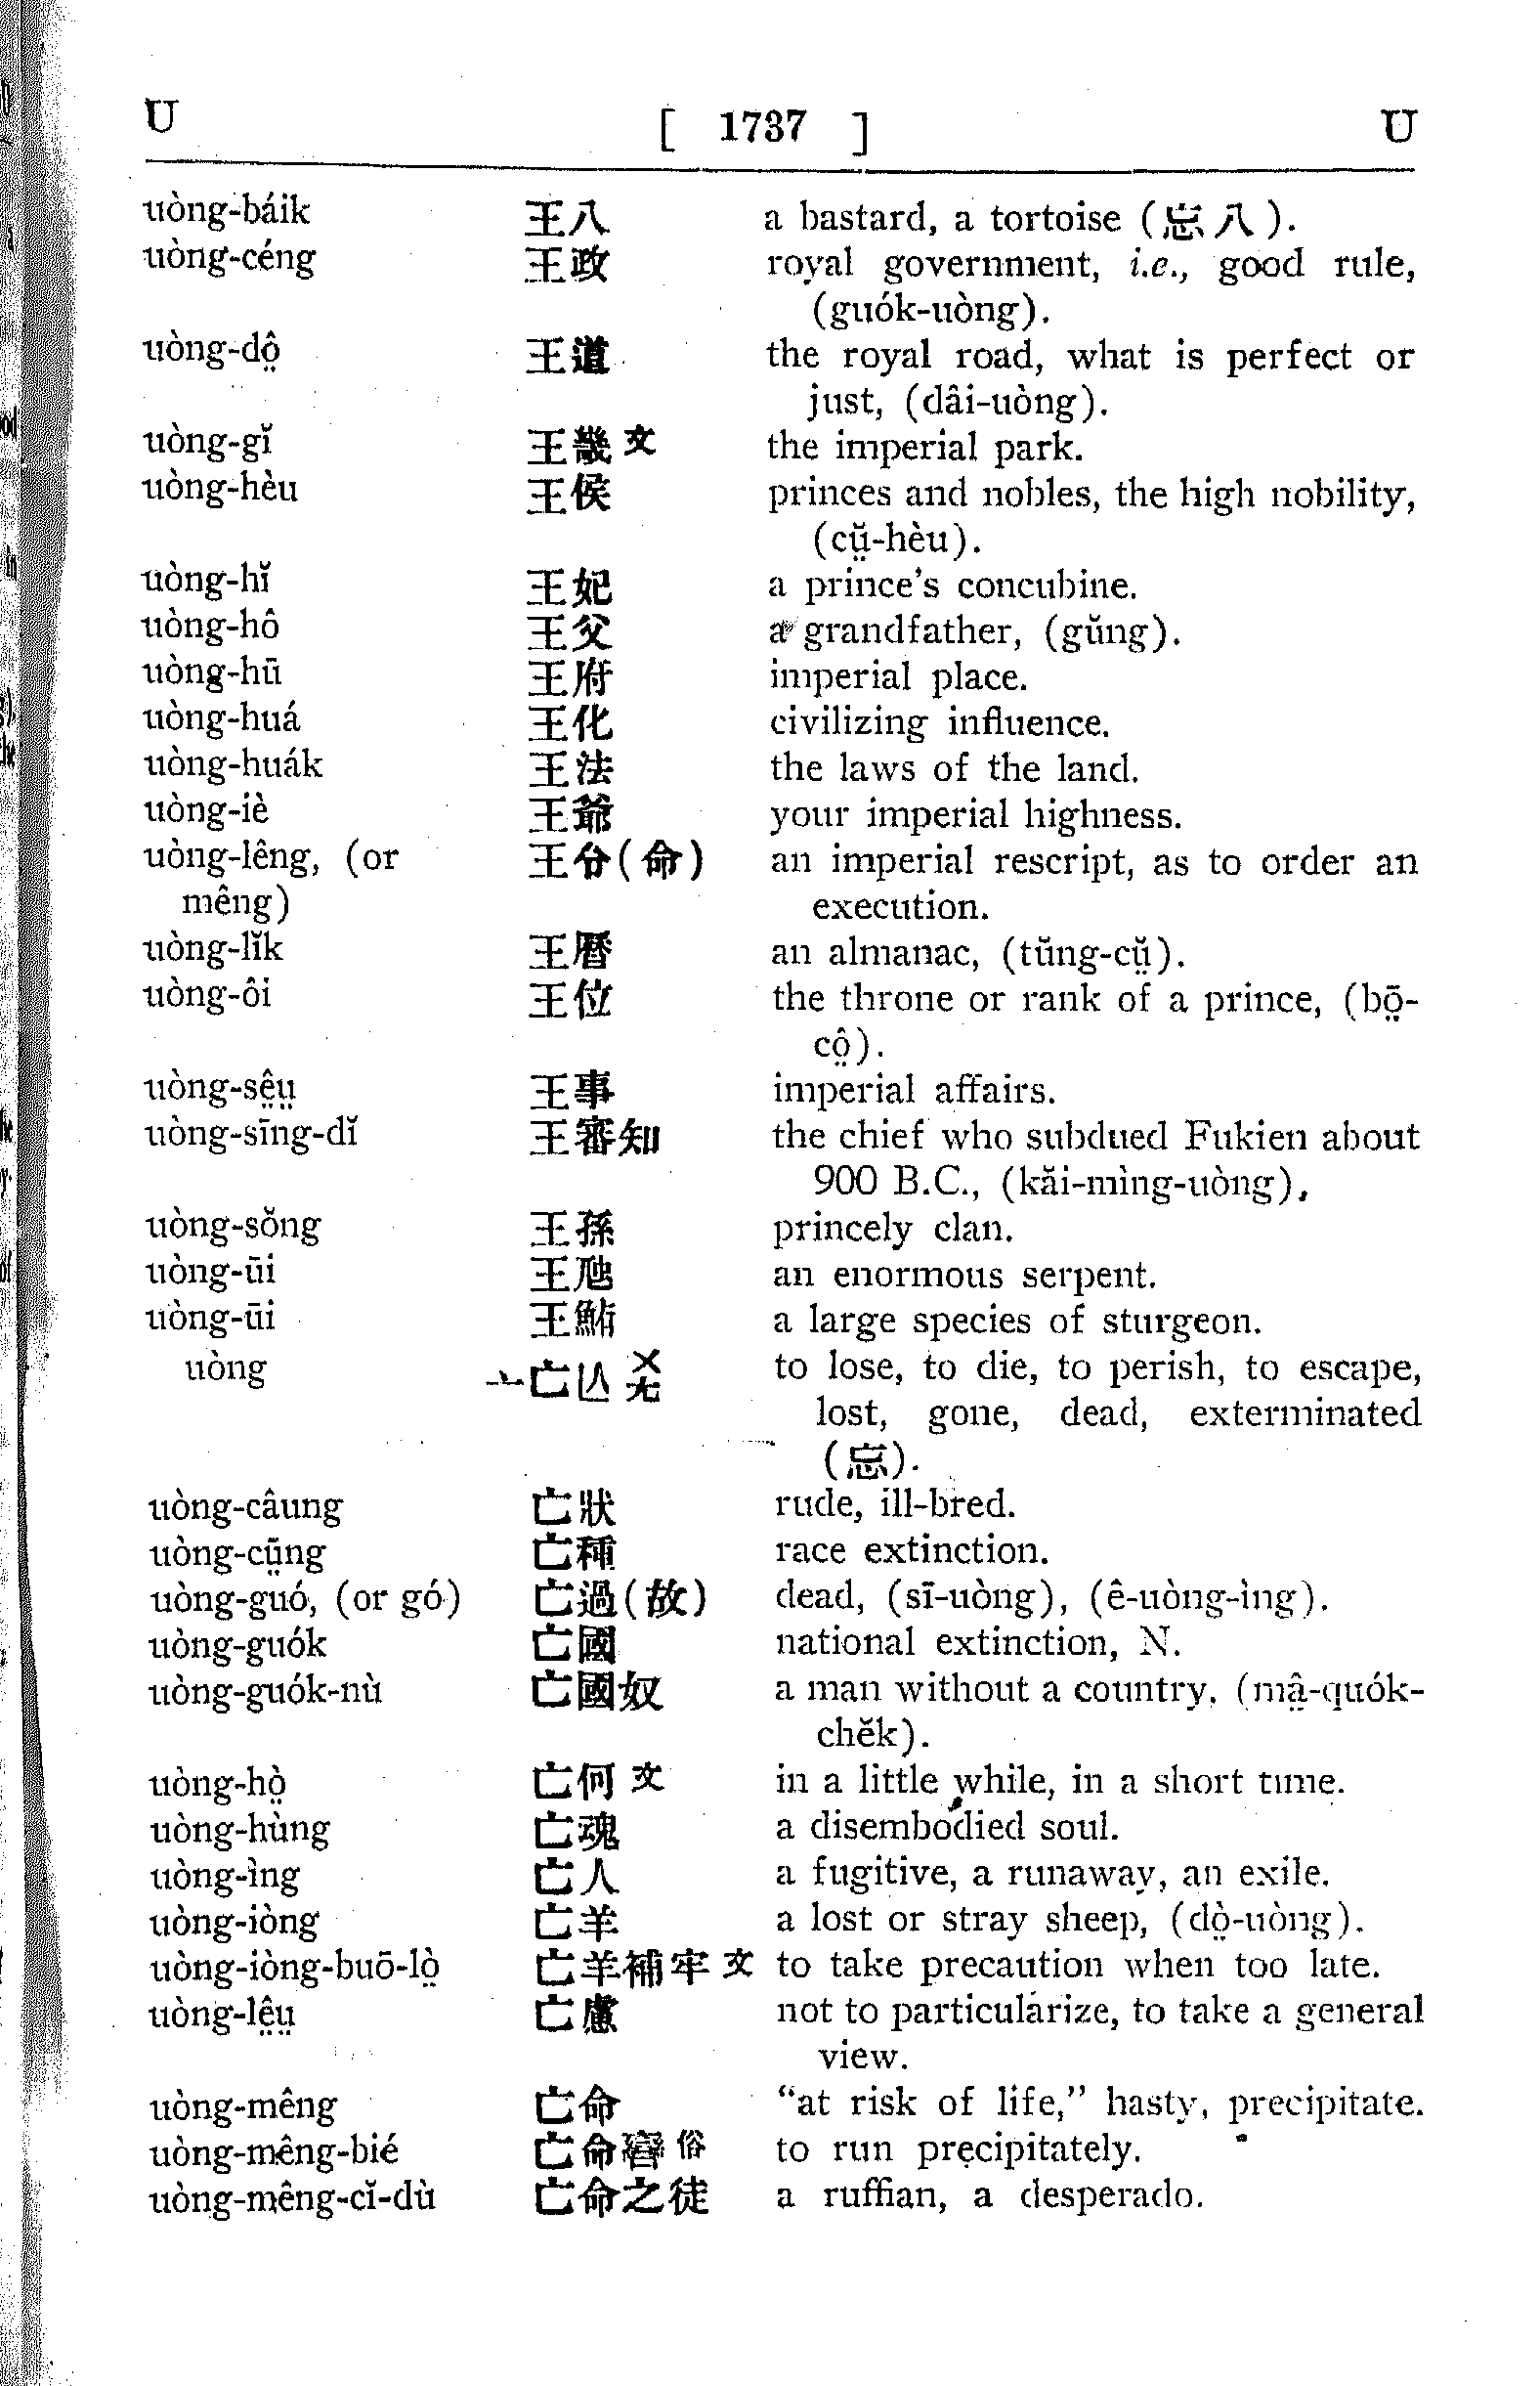 U [ 1737 ] U
uòng-báik 王八 a bastard, a tortoise (忘八).
uòng-céng 王政 royal government, i.e., good rule,
(guók-uòng).
uòng-dô̤ 王道 the royal road, what is perfect or
just, (dâi-uòng).
uòng-gĭ 王畿文 the imperial park.
uòng-hèu 王侯 princes and nobles, the high nobility,
(cṳ̆-hèu).
uòng-hĭ 王妃 a prince's concubine.
uòng-hô 王父 a grandfather, (gŭng).
uòng-hū 王府 imperial place.
uòng-huá 王化 civilizing influence.
uòng-huák 王法 the laws of the land.
uòng-iè 王爺 your imperial highness.
uòng-lêng, (or 王令(命) an imperial rescript, as to order an
mêng) execution.
uòng-lĭk 王曆 an almanac, (tŭng-cṳ̆).
uòng-ôi 王位 the throne or rank of a prince, (bō̤-
cô̤).
uòng-sê̤ṳ 王事 imperial affairs.
uòng-sīng-dĭ 王審知 the chief who subdued Fukien about
900 B.C., (kăi-mìng-uòng),
uòng-sŏng 王孫 princely clan.
uòng-ūi 王虺 an enormous serpent.
uòng-ūi 王鮪 a large species of sturgeon.
uòng 亠亡亾 to lose, to die, to perish, to escape,
lost, gone, dead, exterminated
(忘).
uòng-câung 亡狀 rude, ill-bred.
uòng-cṳ̄ng 亡種 race extinction.
uòng-guó, (or gó) 亡過(故) dead, (sī-uòng), (ê-uòng-ìng).
uòng-guók 亡國 national extinction, N.
uòng-guók-nù 亡國奴 a man without a country, (mâ̤-quók-
chĕk).
uòng-hò̤ 亡何文 in a little while, in a short time.
uòng-hùng 亡魂 a disembodied soul.
uòng-ìng 亡人 a fugitive, a runaway, an exile.
uòng-iòng 亡羊 a lost or stray sheep, (dò̤-uòng).
uòng-iòng-buō-lò̤ 亡羊補牢文 to take precaution when too late.
uòng-lê̤ṳ 亡慮 not to particularize, to take a general
view.
uòng-mêng 亡命 “at risk of life,” hasty, precipitate.
uòng-mêng-bié 亡命俗 to run precipitately.
uòng-mêng-cĭ-dù 亡命之徒 a ruffian, a desperado.